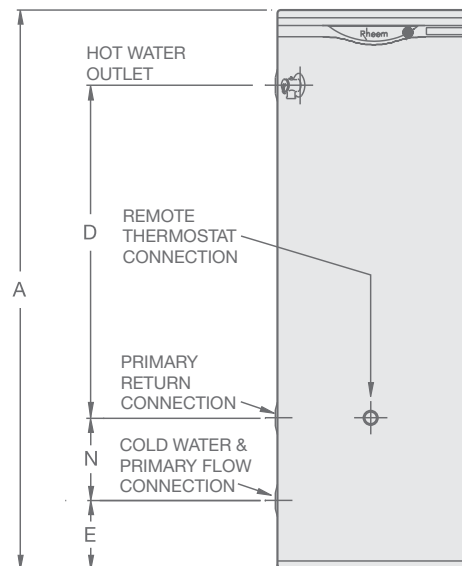 Rheem
HOT WATER
OUTLET
D
REMOTE
THERMOSTAT
CONNECTION
A
PRIMARY
RETURN
CONNECTION
N
COLD WATER &
PRIMARY FLOW
CONNECTION
E